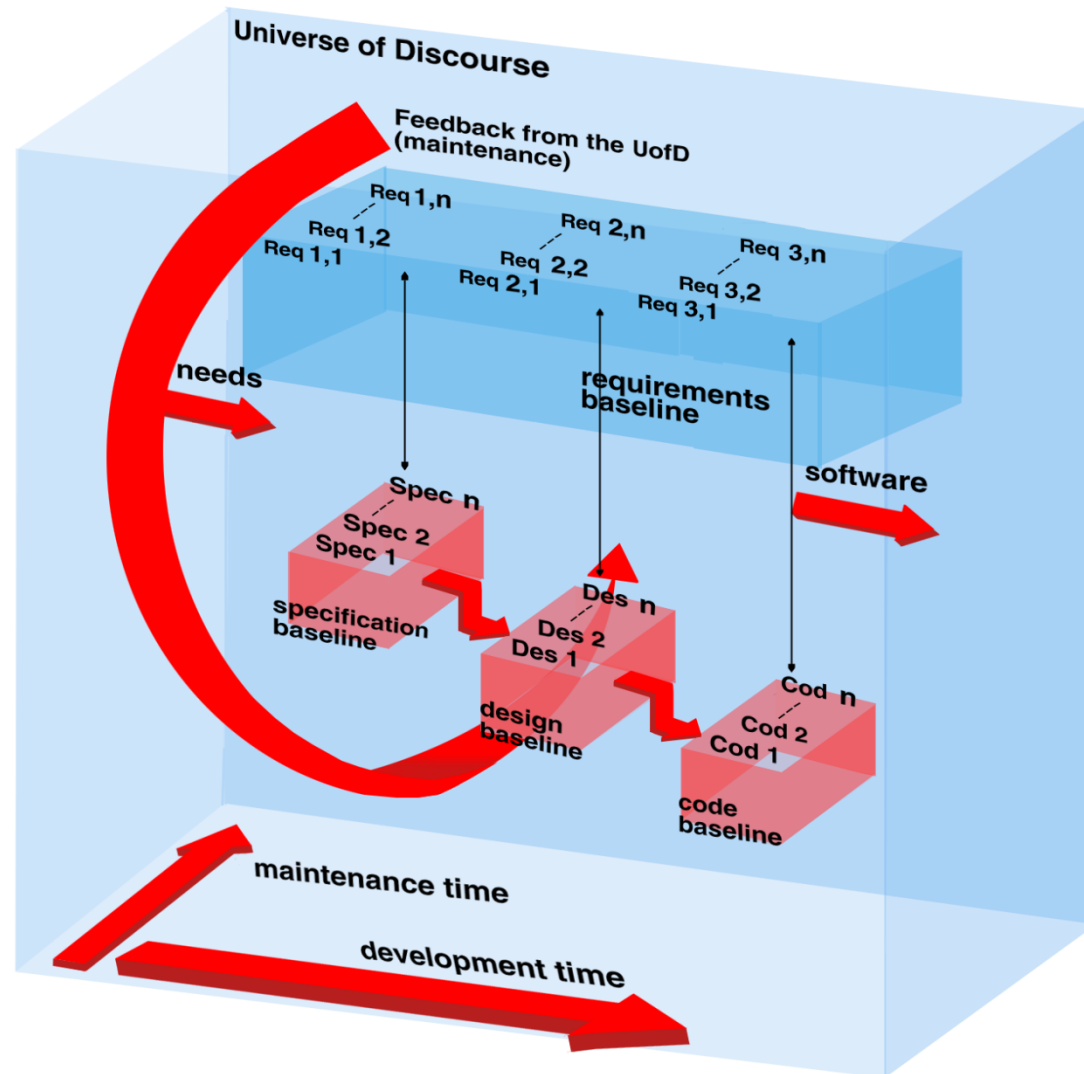 Universe of Discourse
Feedback from the UofD
(maintenance)
Req 1,n
Req 1,2
Req 1,1
Req 2,n
Req 2,2
Req 2,1
Req 3,n
Req 3,2
Req 3,1
needs
requirements
baseline
software
Spec n
Spec 2
Spec 1
specification
baseline
Des n
Des 2
Des 1
design
baseline
Cod n
Cod 2
Cod 1
code
baseline
maintenance time
development time